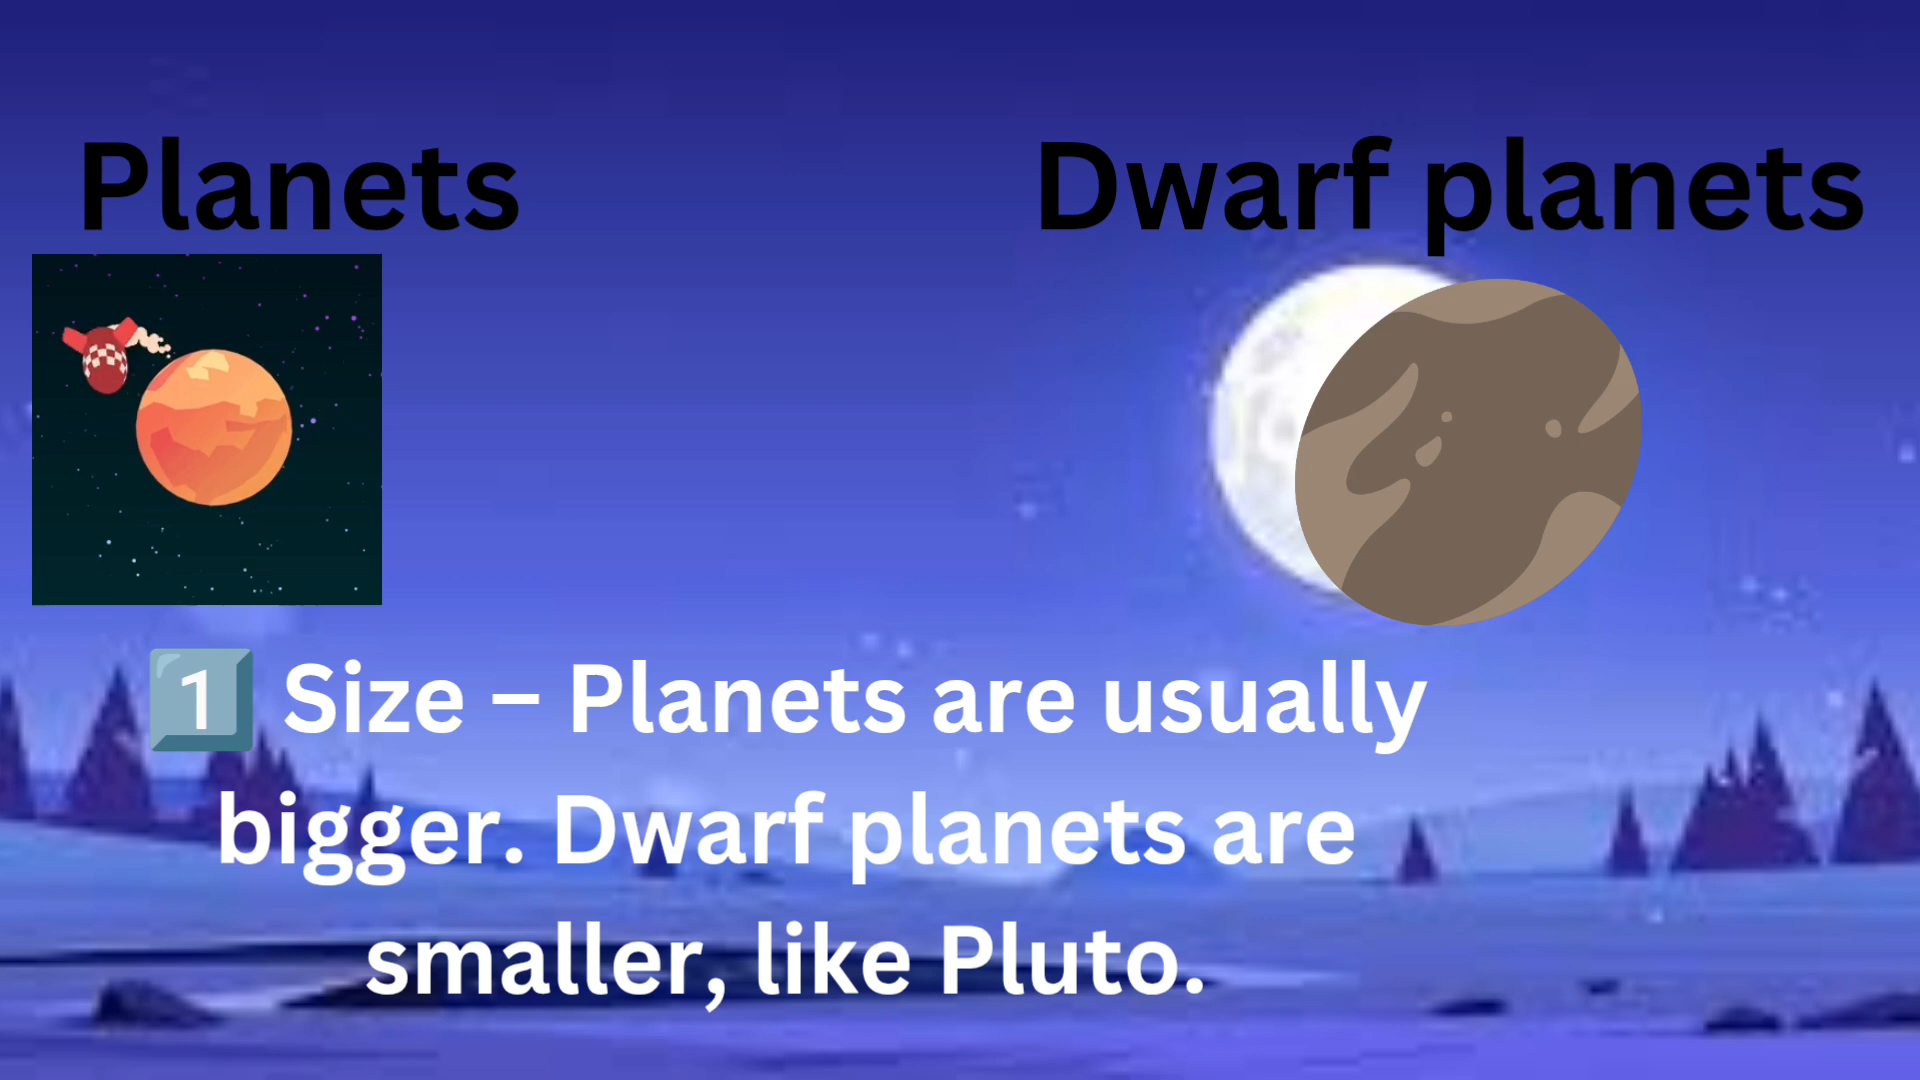 Planets
Dwarf planets
1️⃣ Size – Planets are usually
bigger. Dwarf planets are
smaller, like Pluto.